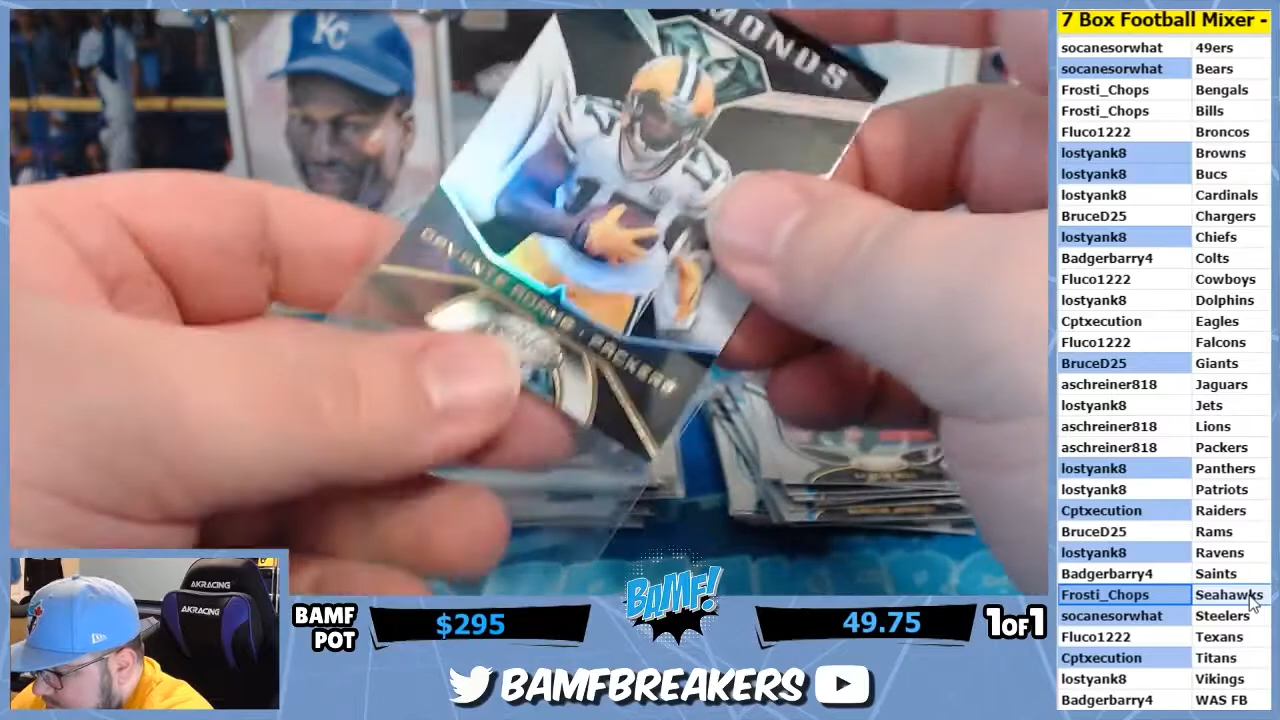 7 Box Football Mixer -
socanesorwhat 49ers
socanesorwhat Bears
Frosti_Chops Bengals
Frosti_Chops Bills
Fluco1222 Broncos
lostyank8 Browns
lostyank8 Bucs
lostyank8 Cardinals
BruceD25 Chargers
lostyank8 Chiefs
Badgerbarry4 Colts
Fluco1222 Cowboys
lostyank8 Dolphins
Cptxecution Eagles
Fluco1222 Falcons
BruceD25 Giants
aschreiner818 Jaguars
lostyank8 Jets
aschreiner818 Lions
aschreiner818 Packers
lostyank8 Panthers
lostyank8 Patriots
Cptxecution Raiders
BruceD25 Rams
lostyank8 Ravens
Badgerbarry4 Saints
Frosti_Chops Seahawks
socanesorwhat Steelers
Fluco1222 Texans
Cptxecution Titans
lostyank8 Vikings
Badgerbarry4 WAS FB
KC
MONDS
17
17
DAVANTE ADAMS · PACKERS
AKRACING
AKRACING
BAMF POT
$295
BAMF!
49.75
1OF1
BAMFBREAKERS